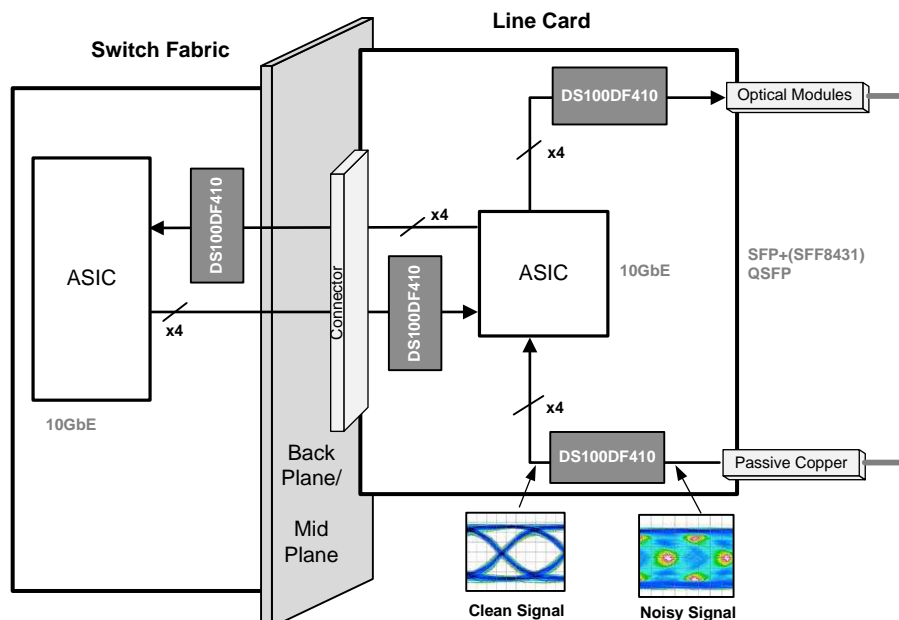 Line Card
Switch Fabric
DS100DF410
Optical Modules
x4
DS100DF410
x4
ASIC
ASIC
10GbE
SFP+(SFF8431)
QSFP
Connector
DS100DF410
x4
10GbE
x4
Back
Plane/
Mid
Plane
DS100DF410
Passive Copper
Clean Signal
Noisy Signal